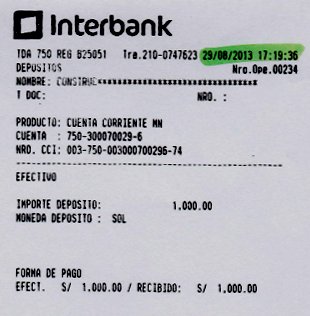 Interbank
TDA 750 REG B25051 Tra.210-0747623 29/08/2013 17:19:36
DEPOSITOS Nro.Ope.00234
NOMBRE: CONSTRUE**********************
T DOC: NRO. :
PRODUCTO: CUENTA CORRIENTE MN
CUENTA : 750-300070029-6
NRO. CCI: 003-750-003000700296-74
EFECTIVO
IMPORTE DEPOSITO: 1,000.00
MONEDA DEPOSITO : SOL
FORMA DE PAGO
EFECT. S/ 1,000.00 / RECIBIDO: S/ 1,000.00